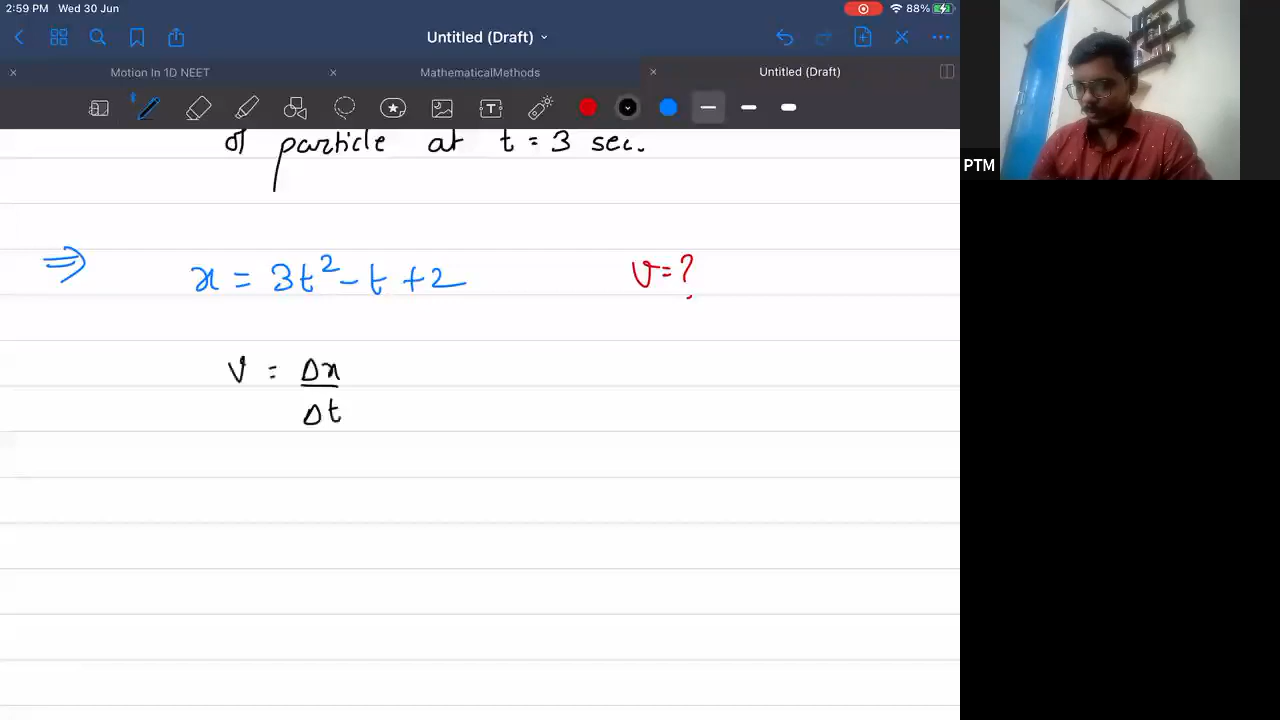 2:59 PM Wed 30 Jun
88%
Untitled (Draft)
Motion In 1D NEET
MathematicalMethods
Untitled (Draft)
of particle at t = 3 sec.
⇒ x = 3t² - t + 2
v = ?
v = Δx
Δt
PTM